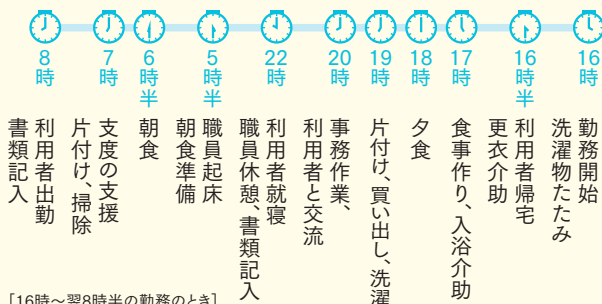 16時
勤務開始
洗濯物たたみ
16時半
利用者帰宅
更衣介助
17時
食事作り、入浴介助
18時
夕食
19時
片付け、買い出し、洗濯
20時
事務作業、
利用者と交流
22時
利用者就寝
職員休憩、書類記入
5時半
職員起床
朝食準備
6時半
朝食
7時
支度の支援
片付け、掃除
8時
利用者出勤
書類記入
[16時～翌8時半の勤務のとき]